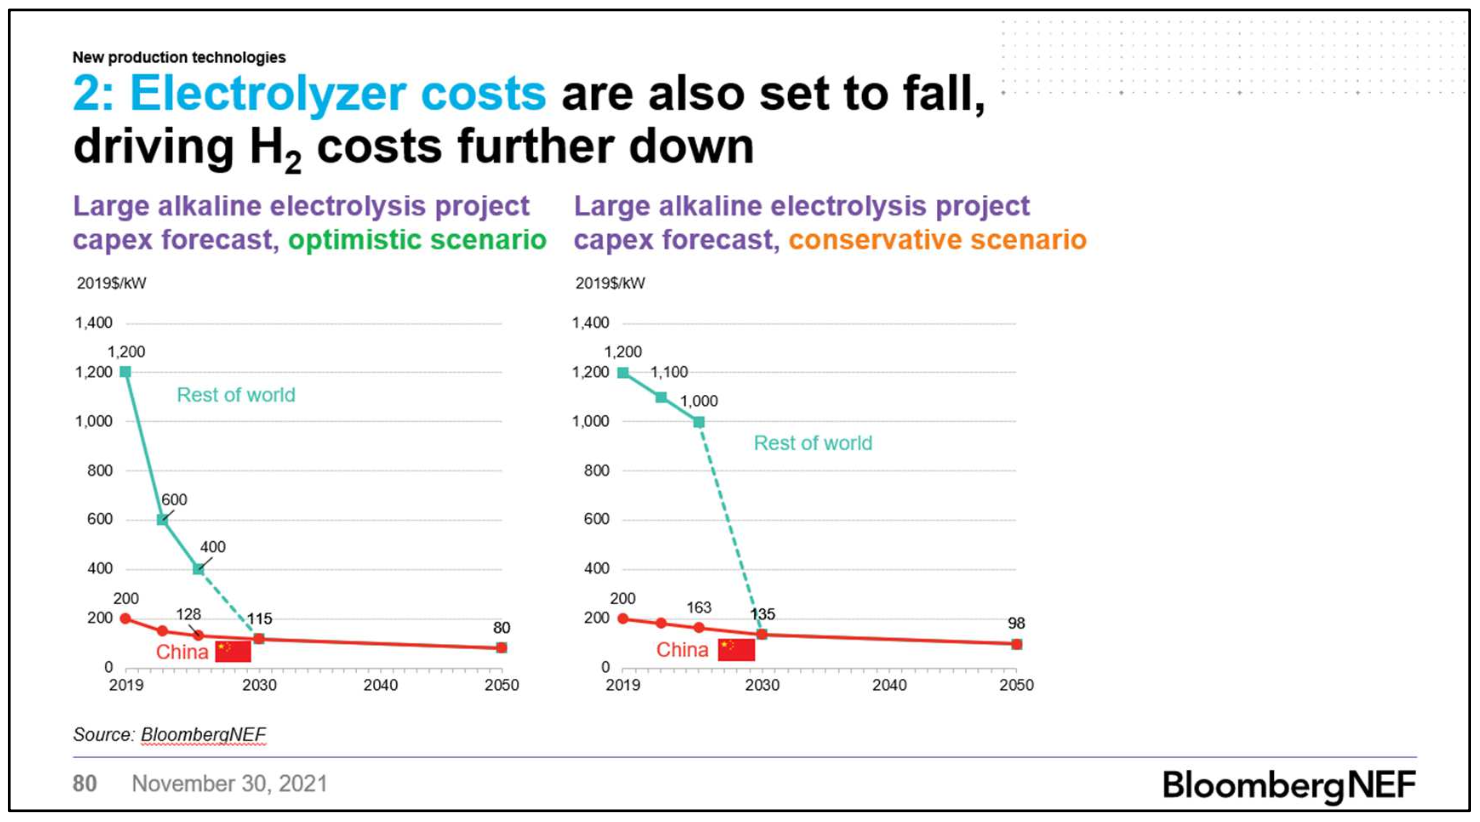 New production technologies
2: Electrolyzer costs are also set to fall,
driving H₂ costs further down
Large alkaline electrolysis project
capex forecast, optimistic scenario
2019$/kW
1,400
1,200
1,200
Rest of world
1,000
800
600
600
400
400
200
200
128
115
80
China
0
2019
2030
2040
2050
Large alkaline electrolysis project
capex forecast, conservative scenario
2019$/kW
1,400
1,200
1,200
1,100
1,000
1,000
Rest of world
800
600
400
200
200
163
135
98
China
0
2019
2030
2040
2050
Source: BloombergNEF
80 November 30, 2021
BloombergNEF